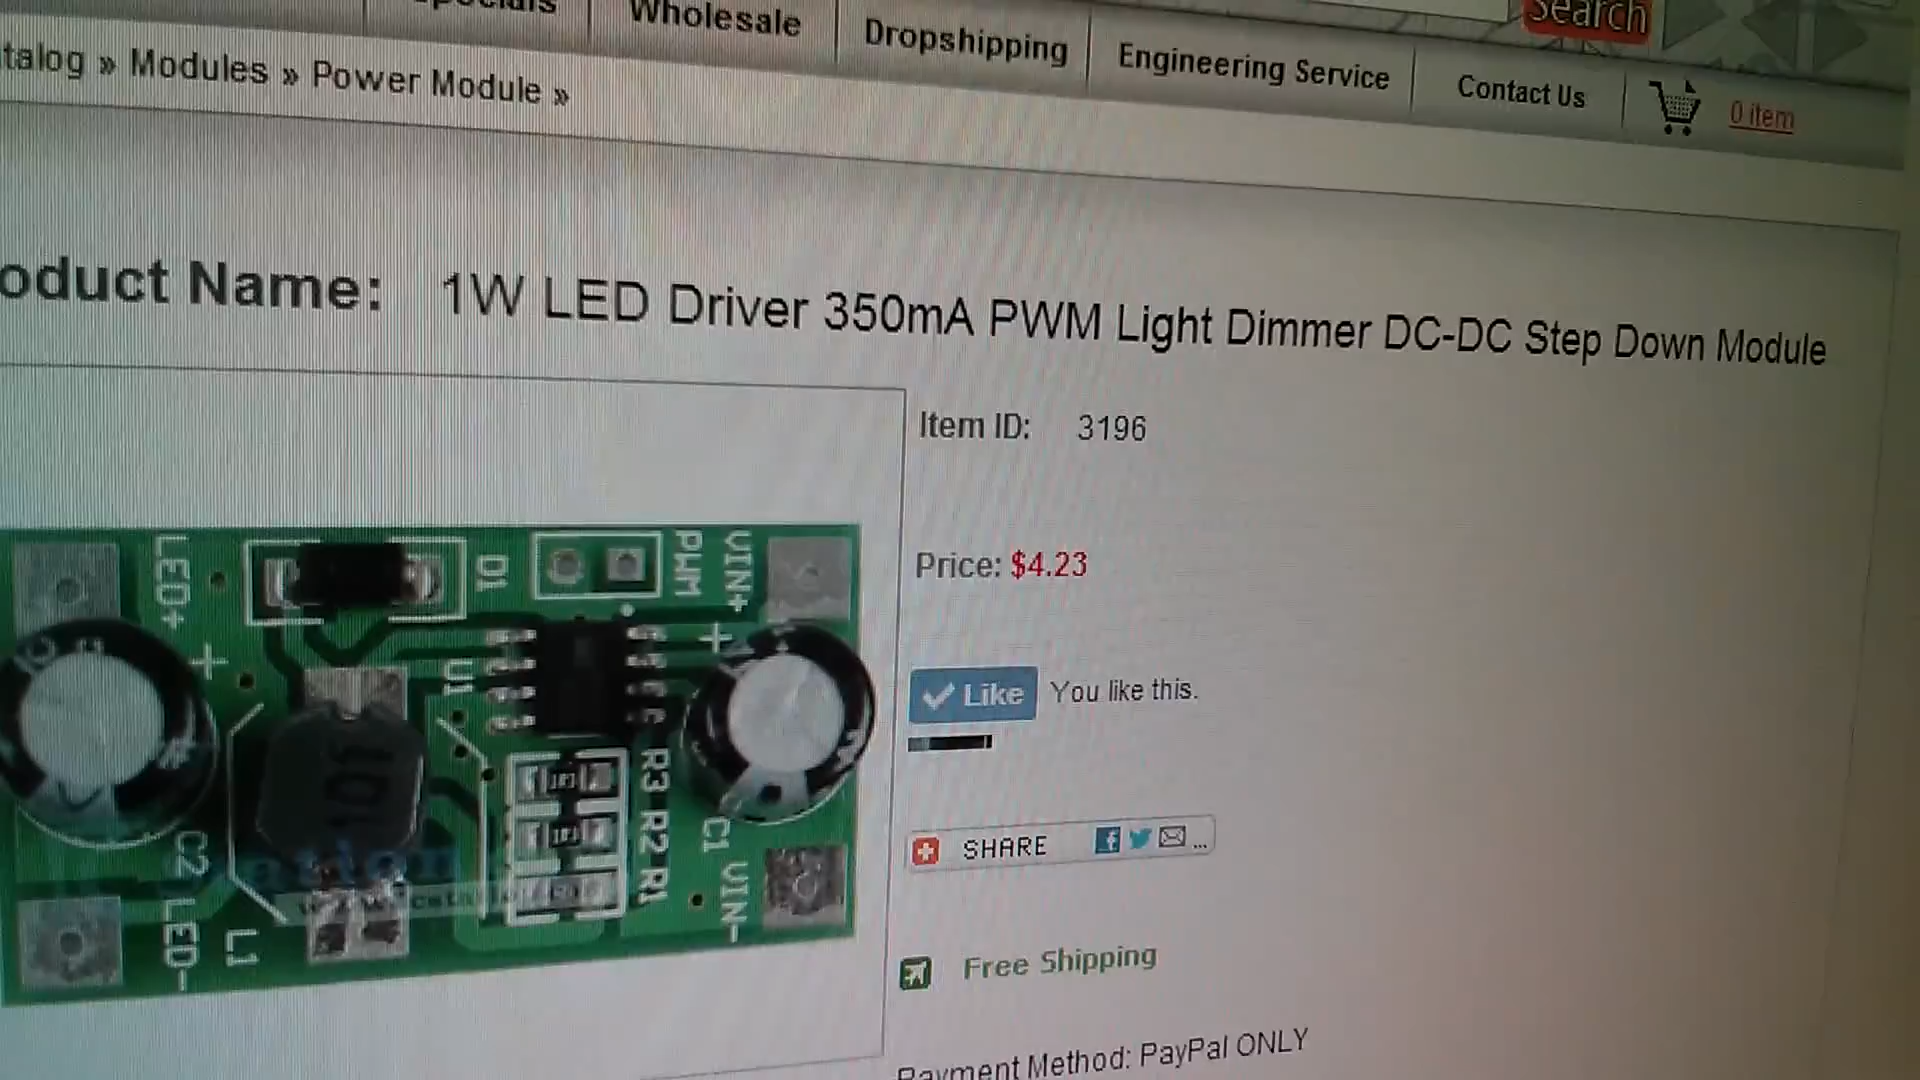 Wholesale
Dropshipping
Engineering Service
Contact Us
Search
0 item
talog » Modules » Power Module »
oduct Name: 1W LED Driver 350mA PWM Light Dimmer DC-DC Step Down Module
Item ID: 3196
Price: $4.23
Like You like this.
SHARE ...
Free Shipping
Payment Method: PayPal ONLY
LED+
D1
PWM
VIN+
U1
101
R3 R2 R1
C1
VIN-
C2
LED-
L1